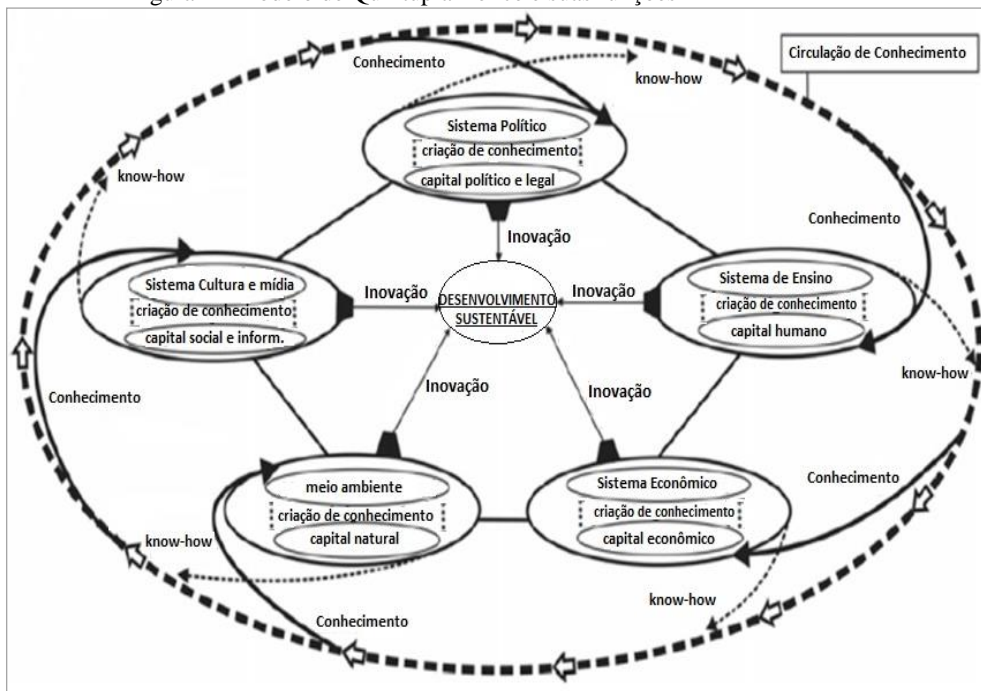 Conhecimento
know-how
Circulação de Conhecimento
Sistema Político
criação de conhecimento
capital político e legal
know-how
Inovação
Conhecimento
Sistema Cultura e mídia
criação de conhecimento
capital social e inform.
Inovação
DESENVOLVIMENTO
SUSTENTÁVEL
Inovação
Sistema de Ensino
criação de conhecimento
capital humano
know-how
Conhecimento
Inovação
Inovação
Conhecimento
meio ambiente
criação de conhecimento
capital natural
Sistema Econômico
criação de conhecimento
capital econômico
know-how
know-how
Conhecimento